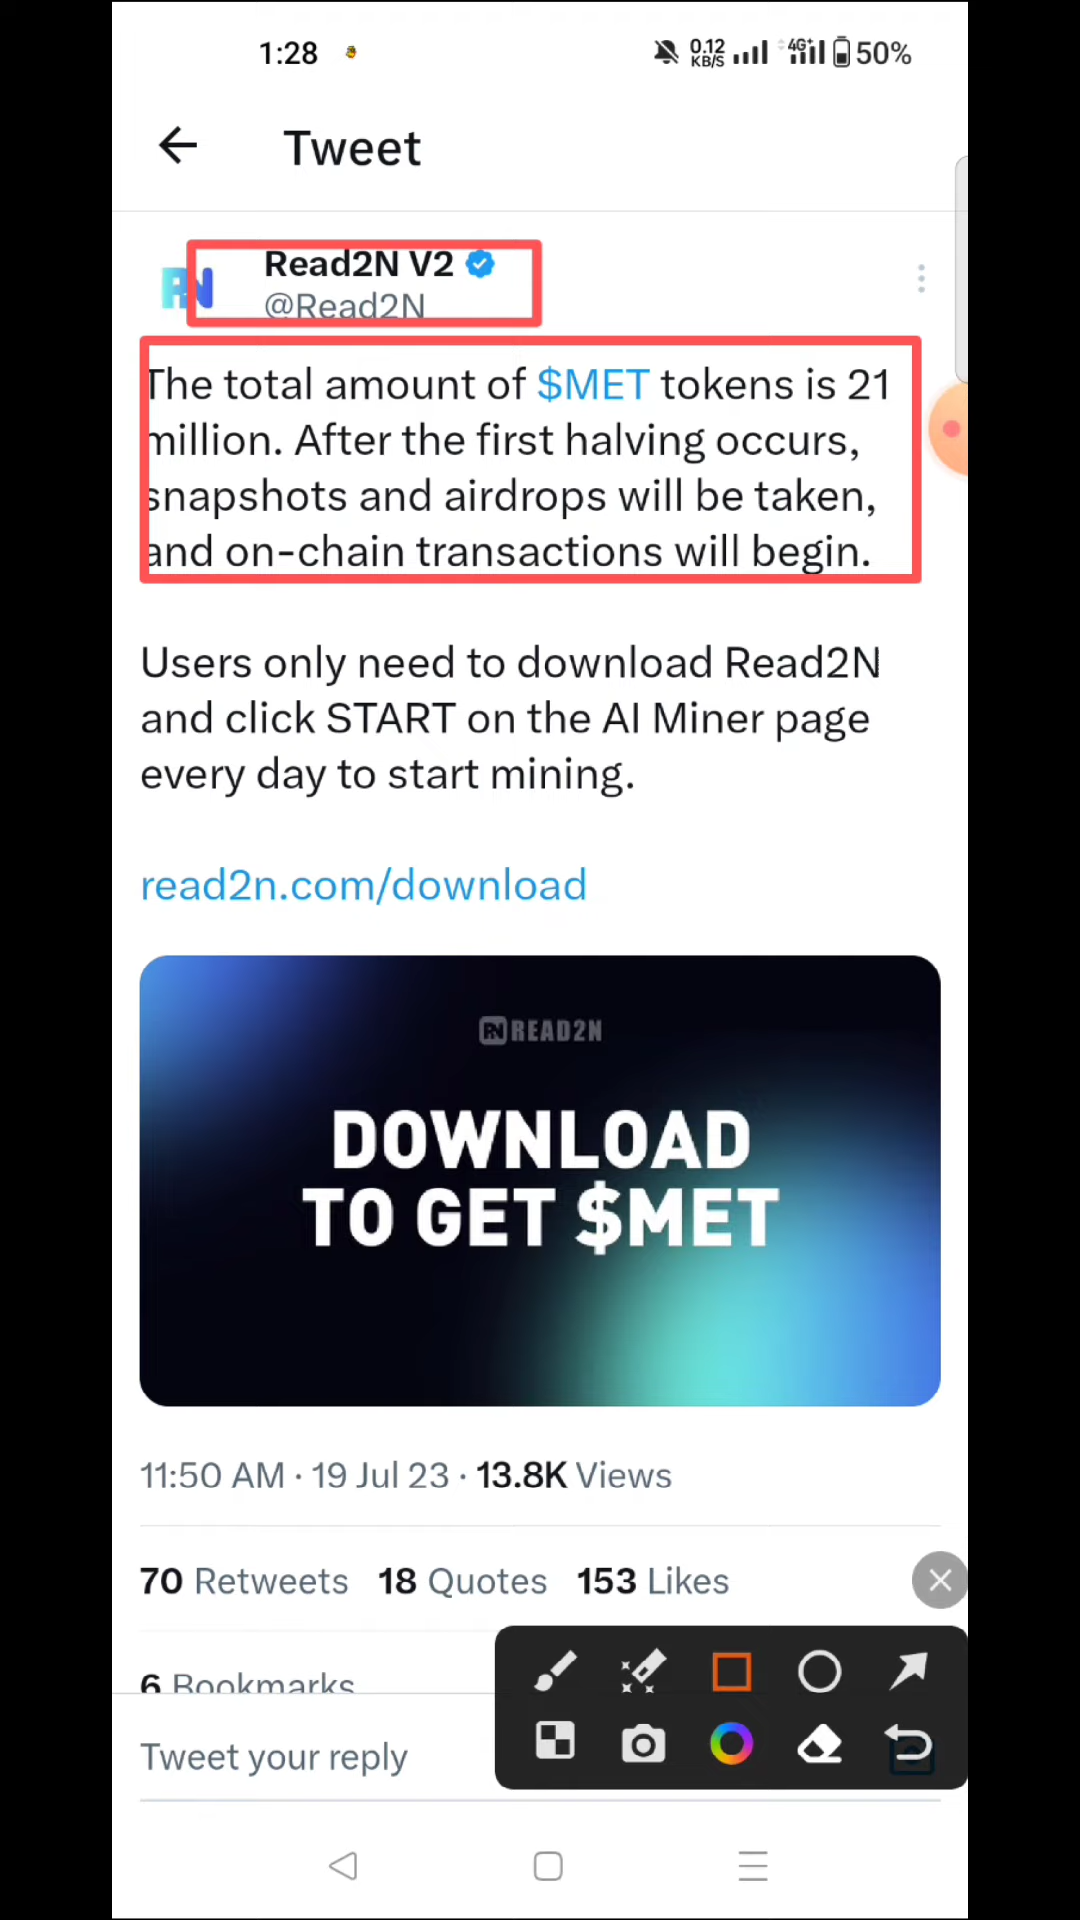 1:28 0.12 KB/S 4G+ 50%
Tweet
RN Read2N V2
@Read2N
The total amount of $MET tokens is 21
million. After the first halving occurs,
snapshots and airdrops will be taken,
and on-chain transactions will begin.
Users only need to download Read2N
and click START on the AI Miner page
every day to start mining.
read2n.com/download
RN READ2N
DOWNLOAD
TO GET $MET
11:50 AM · 19 Jul 23 · 13.8K Views
70 Retweets 18 Quotes 153 Likes
6 Bookmarks
Tweet your reply